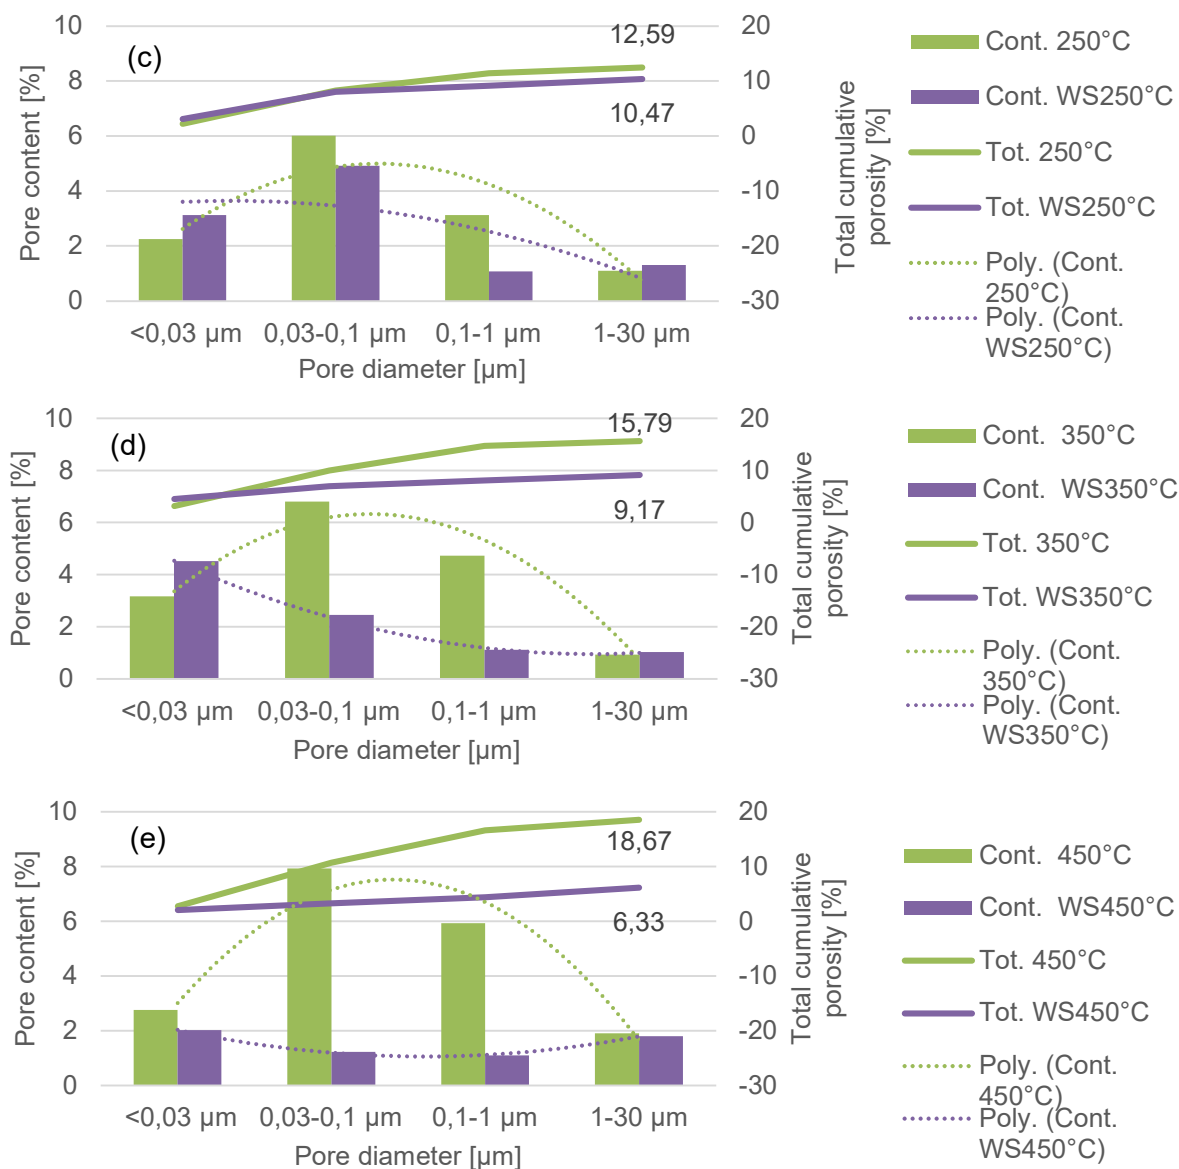 (c)
Pore content [%]
10
8
6
4
2
0
<0,03 µm 0,03-0,1 µm 0,1-1 µm 1-30 µm
Pore diameter [µm]
12,59
10,47
20
10
0
-10
-20
-30
Total cumulative
porosity [%]
Cont. 250°C
Cont. WS250°C
Tot. 250°C
Tot. WS250°C
Poly. (Cont.
250°C)
Poly. (Cont.
WS250°C)
(d)
Pore content [%]
10
8
6
4
2
0
<0,03 µm 0,03-0,1 µm 0,1-1 µm 1-30 µm
Pore diameter [µm]
15,79
9,17
20
10
0
-10
-20
-30
Total cumulative
porosity [%]
Cont. 350°C
Cont. WS350°C
Tot. 350°C
Tot. WS350°C
Poly. (Cont.
350°C)
Poly. (Cont.
WS350°C)
(e)
Pore content [%]
10
8
6
4
2
0
<0,03 µm 0,03-0,1 µm 0,1-1 µm 1-30 µm
Pore diameter [µm]
18,67
6,33
20
10
0
-10
-20
-30
Total cumulative
porosity [%]
Cont. 450°C
Cont. WS450°C
Tot. 450°C
Tot. WS450°C
Poly. (Cont.
450°C)
Poly. (Cont.
WS450°C)